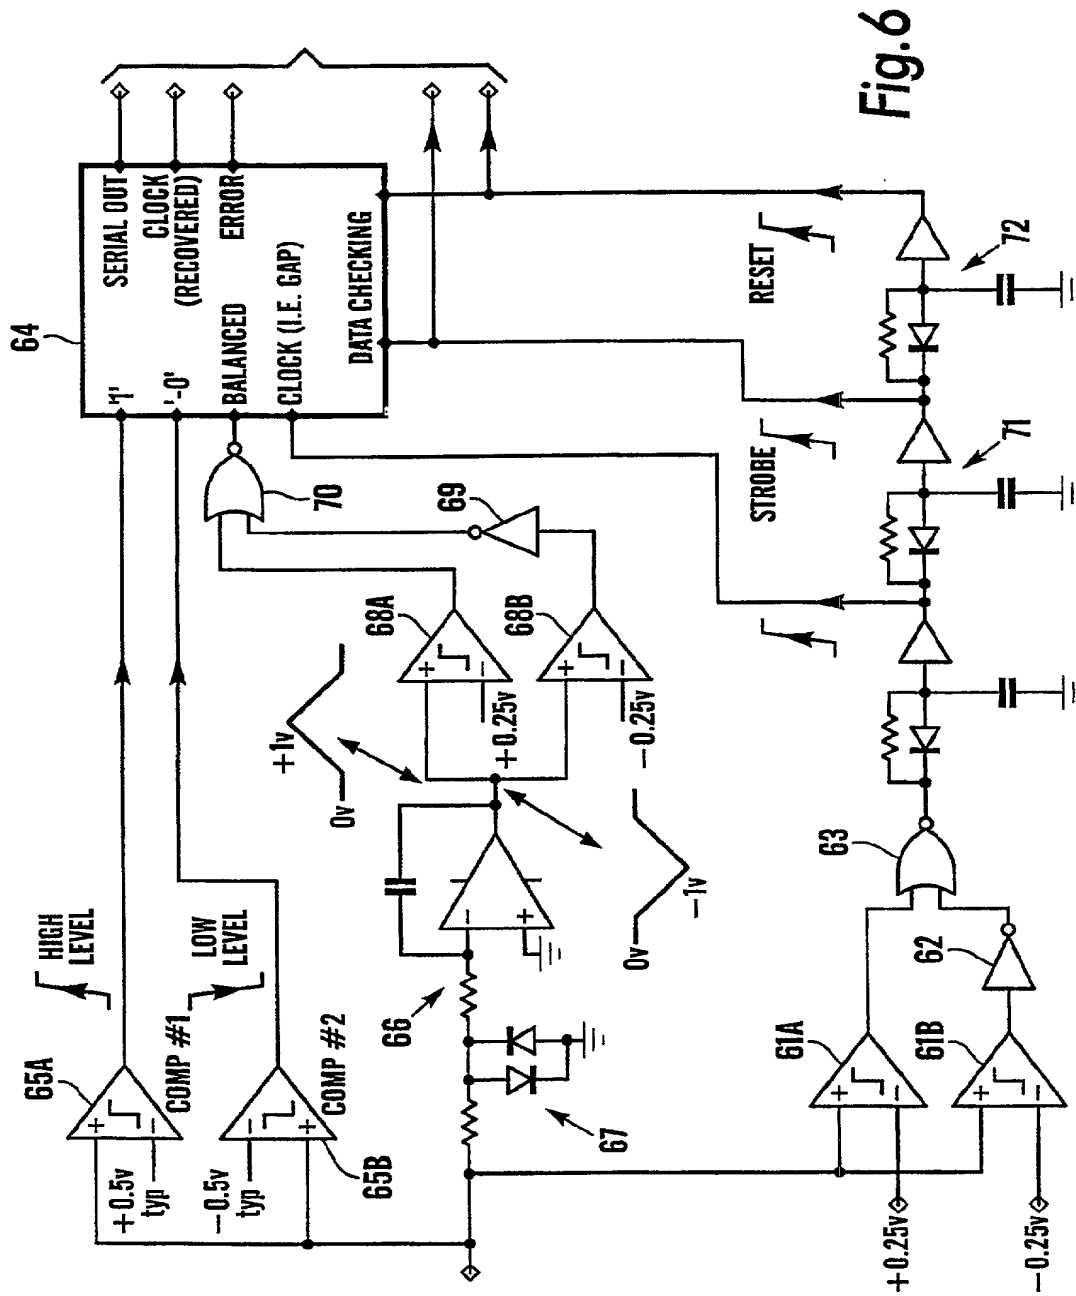 Fig.6
64
SERIAL OUT
CLOCK
(RECOVERED)
ERROR
'1'
'-0'
BALANCED
CLOCK (I.E. GAP)
DATA CHECKING
70
69
68A
+
−
+0.25v
68B
+
−
−0.25v
+1v
0v
0v
−1v
HIGH
LEVEL
LOW
LEVEL
65A
COMP #1
+
−
+0.5v
typ
COMP #2
65B
−
+
−0.5v
typ
66
67
−
+
61A
+
−
+0.25v
61B
+
−
−0.25v
62
63
STROBE
71
RESET
72